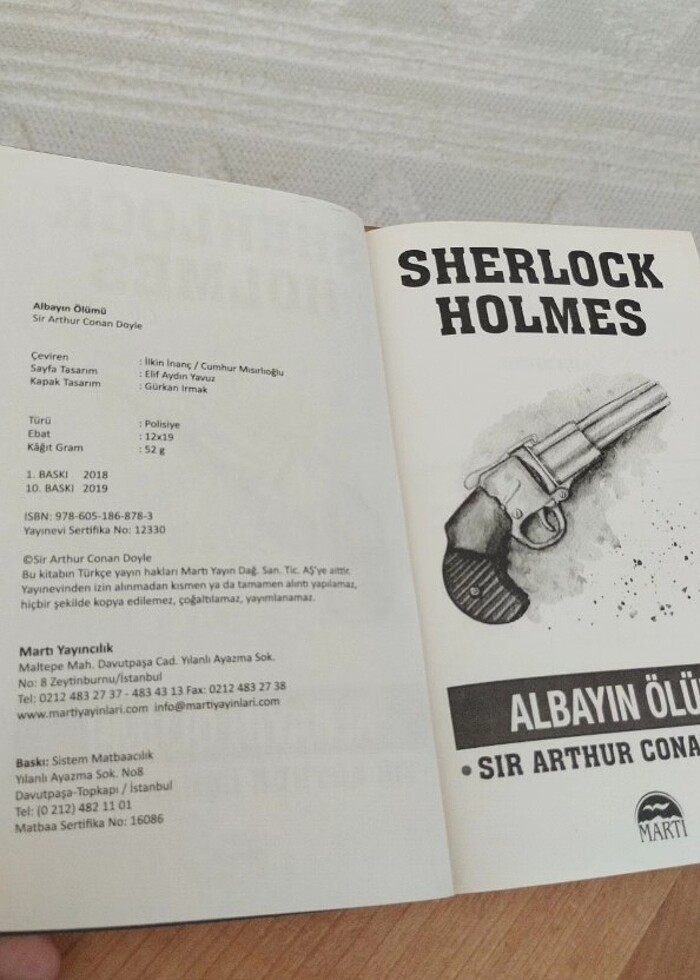 Albayın Ölümü
Sir Arthur Conan Doyle
Çeviren : İlkin İnanç / Cumhur Mısırlıoğlu
Sayfa Tasarım : Elif Aydın Yavuz
Kapak Tasarım : Gürkan Irmak
Türü : Polisiye
Ebat : 12x19
Kâğıt Gram : 52 g
1. BASKI 2018
10. BASKI 2019
ISBN: 978-605-186-878-3
Yayınevi Sertifika No: 12330
©Sir Arthur Conan Doyle
Bu kitabın Türkçe yayın hakları Martı Yayın Dağ. San. Tic. AŞ'ye aittir.
Yayınevinden izin alınmadan kısmen ya da tamamen alıntı yapılamaz,
hiçbir şekilde kopya edilemez, çoğaltılamaz, yayımlanamaz.
Martı Yayıncılık
Maltepe Mah. Davutpaşa Cad. Yılanlı Ayazma Sok.
No: 8 Zeytinburnu/İstanbul
Tel: 0212 483 27 37 - 483 43 13 Fax: 0212 483 27 38
www.martiyayinlari.com info@martiyayinlari.com
Baskı: Sistem Matbaacılık
Yılanlı Ayazma Sok. No8
Davutpaşa-Topkapı / İstanbul
Tel: (0 212) 482 11 01
Matbaa Sertifika No: 16086
SHERLOCK
HOLMES
ALBAYIN ÖLÜ
• SIR ARTHUR CONA
MARTI